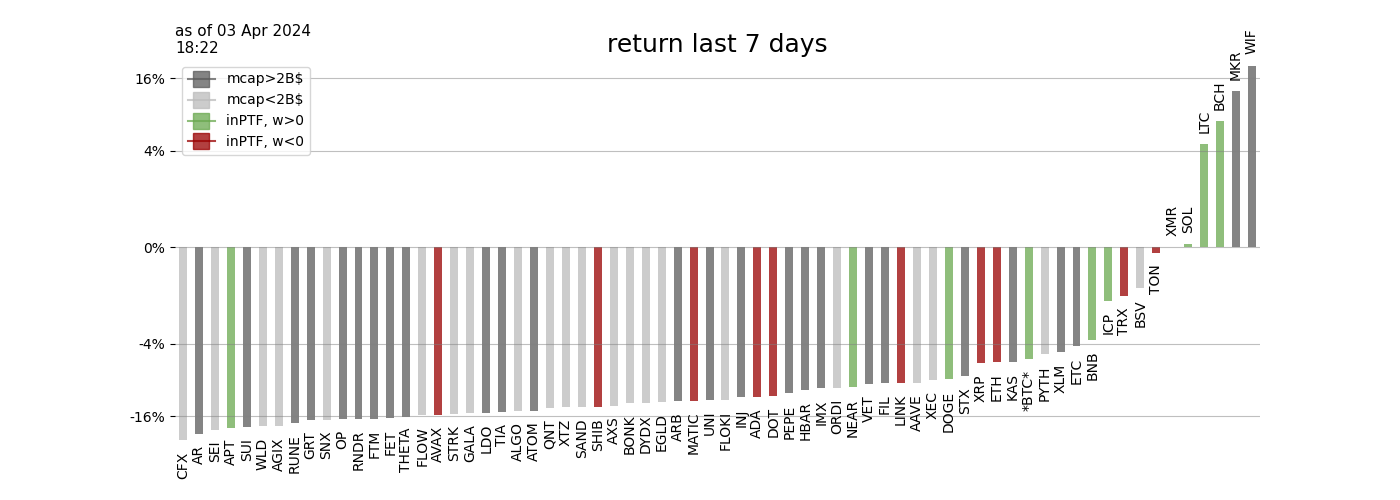 as of 03 Apr 2024
18:22
return last 7 days
mcap>2B$
mcap<2B$
inPTF, w>0
inPTF, w<0
16%
4%
0%
-4%
-16%
CFX
AR
SEI
APT
SUI
WLD
AGIX
RUNE
GRT
SNX
OP
RNDR
FTM
FET
THETA
FLOW
AVAX
STRK
GALA
LDO
TIA
ALGO
ATOM
QNT
XTZ
SAND
SHIB
AXS
BONK
DYDX
EGLD
ARB
MATIC
UNI
FLOKI
INJ
ADA
DOT
PEPE
HBAR
IMX
ORDI
NEAR
VET
FIL
LINK
AAVE
XEC
DOGE
STX
XRP
ETH
KAS
*BTC*
PYTH
XLM
ETC
BNB
ICP
TRX
BSV
TON
XMR
SOL
LTC
BCH
MKR
WIF